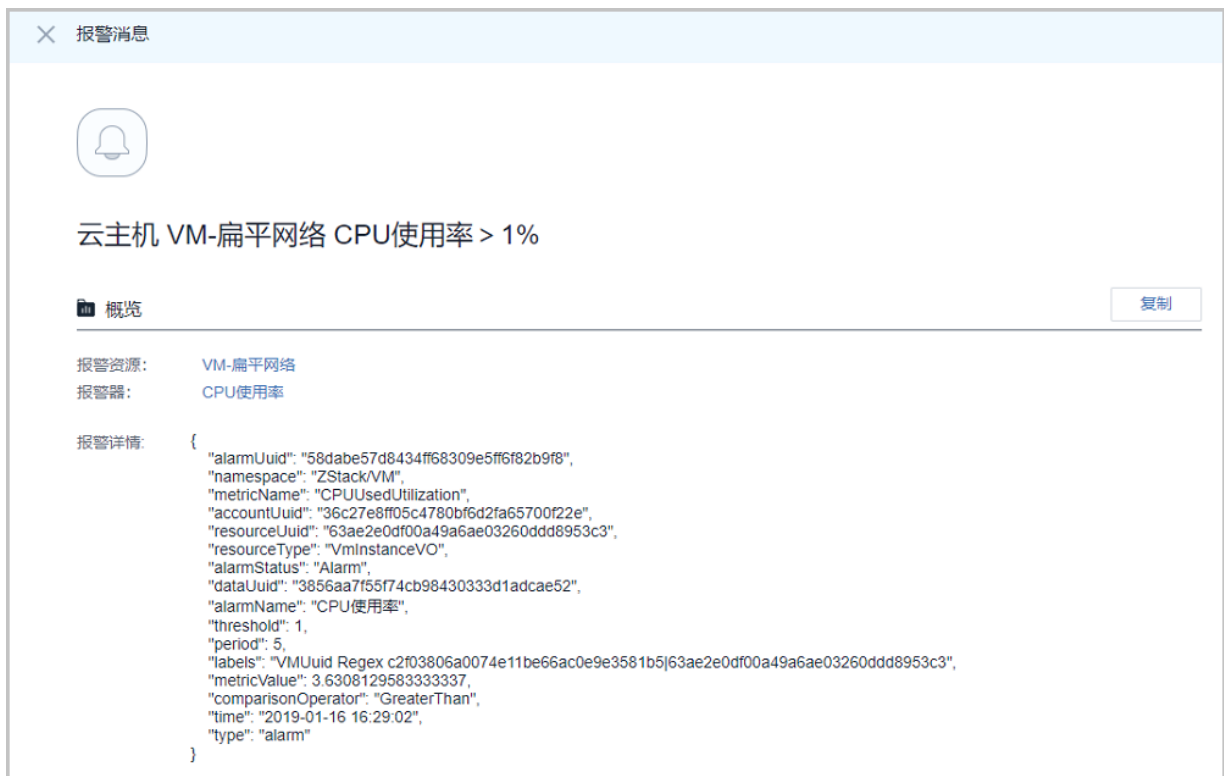 报警消息
云主机 VM-扁平网络 CPU使用率 > 1%
概览
复制
报警资源: VM-扁平网络
报警器: CPU使用率
报警详情: {
"alarmUuid": "58dabe57d8434ff68309e5ff6f82b9f8",
"namespace": "ZStack/VM",
"metricName": "CPUUsedUtilization",
"accountUuid": "36c27e8ff05c4780bf6d2fa65700f22e",
"resourceUuid": "63ae2e0df00a49a6ae03260ddd8953c3",
"resourceType": "VmInstanceVO",
"alarmStatus": "Alarm",
"dataUuid": "3856aa7f55f74cb98430333d1adcae52",
"alarmName": "CPU使用率",
"threshold": 1,
"period": 5,
"labels": "VMUuid Regex c2f03806a0074e11be66ac0e9e3581b5|63ae2e0df00a49a6ae03260ddd8953c3",
"metricValue": 3.6308129583333337,
"comparisonOperator": "GreaterThan",
"time": "2019-01-16 16:29:02",
"type": "alarm"
}